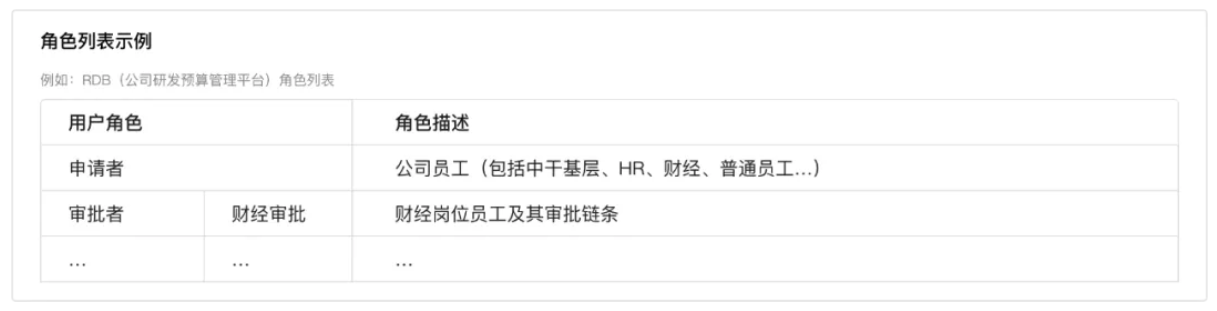 角色列表示例
例如：RDB（公司研发预算管理平台）角色列表
用户角色 角色描述
申请者 公司员工（包括中干基层、HR、财经、普通员工...）
审批者 财经审批 财经岗位员工及其审批链条
... ... ...